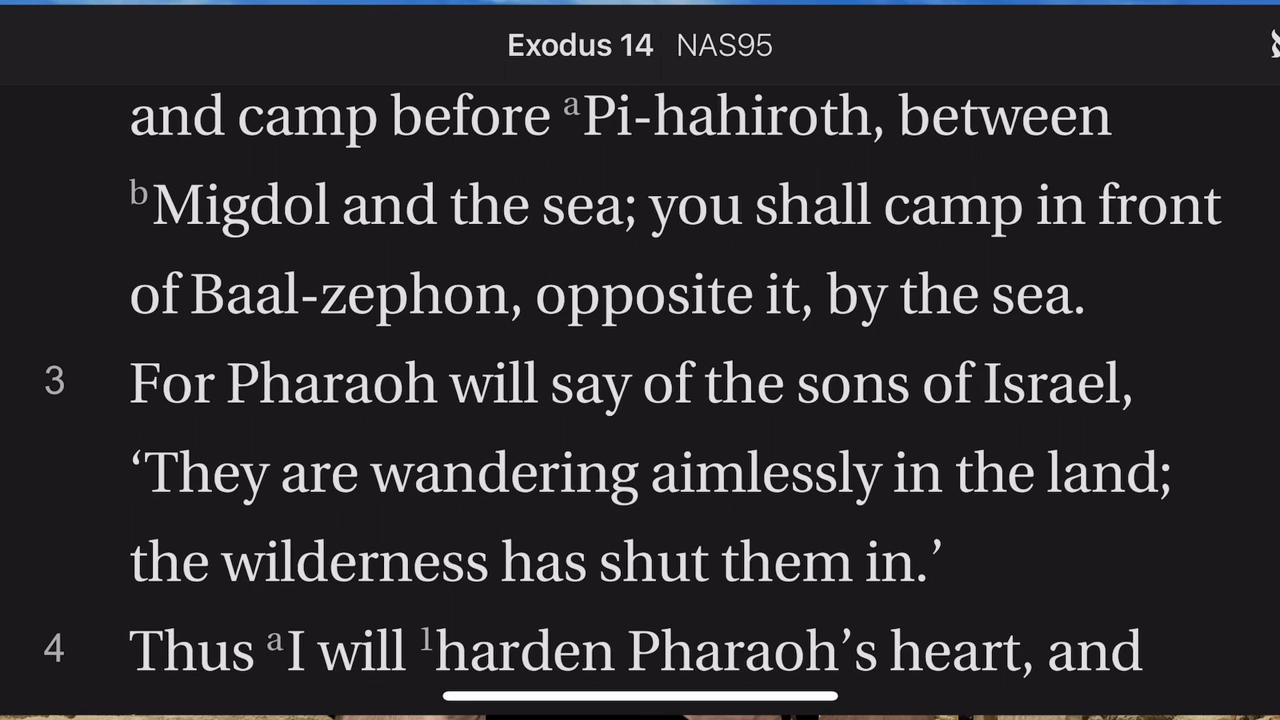 Exodus 14 NAS95
and camp before aPi-hahiroth, between
bMigdol and the sea; you shall camp in front
of Baal-zephon, opposite it, by the sea.
3 For Pharaoh will say of the sons of Israel,
‘They are wandering aimlessly in the land;
the wilderness has shut them in.’
4 Thus aI will 1harden Pharaoh’s heart, and